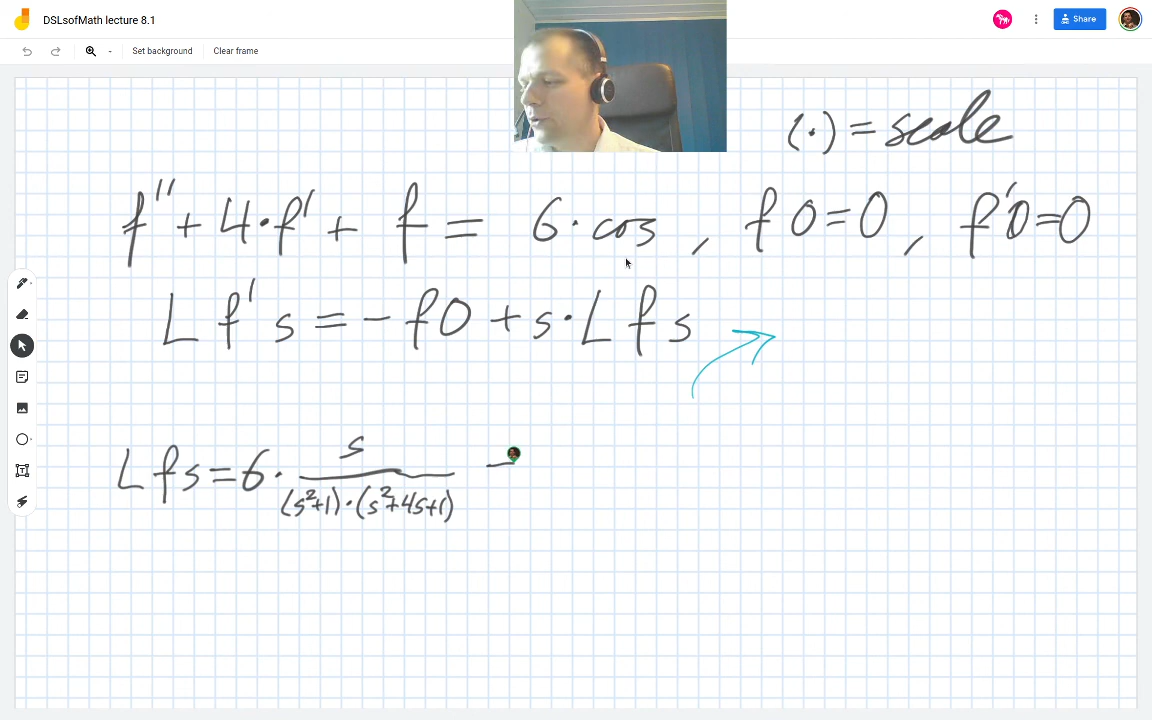 DSLsofMath lecture 8.1
Share
Set background
Clear frame
(·) = scale
f'' + 4·f' + f = 6·cos, f 0=0, f'0=0
L f' s = - f0 + s·L f s
L f s = 6· s/((s²+1)·(s²+4s+1)) -